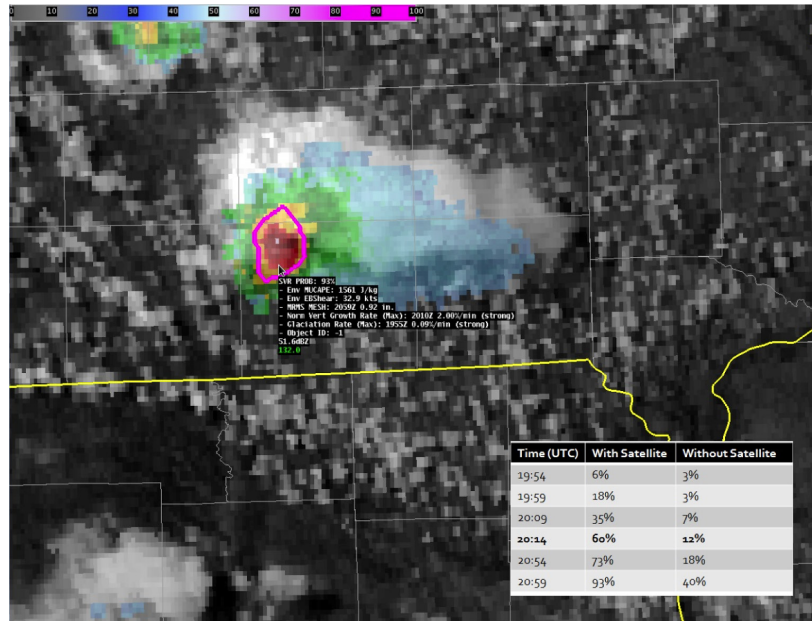 0 10 20 30 40 50 60 70 80 90 100
SVR PROB: 93%
- Env MUCAPE: 1561 J/kg
- Env EBShear: 32.9 kts
- MRMS MESH: 2059Z 0.92 in.
- Norm Vert Growth Rate (Max): 2010Z 2.00%/min (strong)
- Glaciation Rate (Max): 1955Z 0.09%/min (strong)
- Object ID: -1
51.6dBZ
132.0
Time (UTC) With Satellite Without Satellite
19:54 6% 3%
19:59 18% 3%
20:09 35% 7%
20:14 60% 12%
20:54 73% 18%
20:59 93% 40%